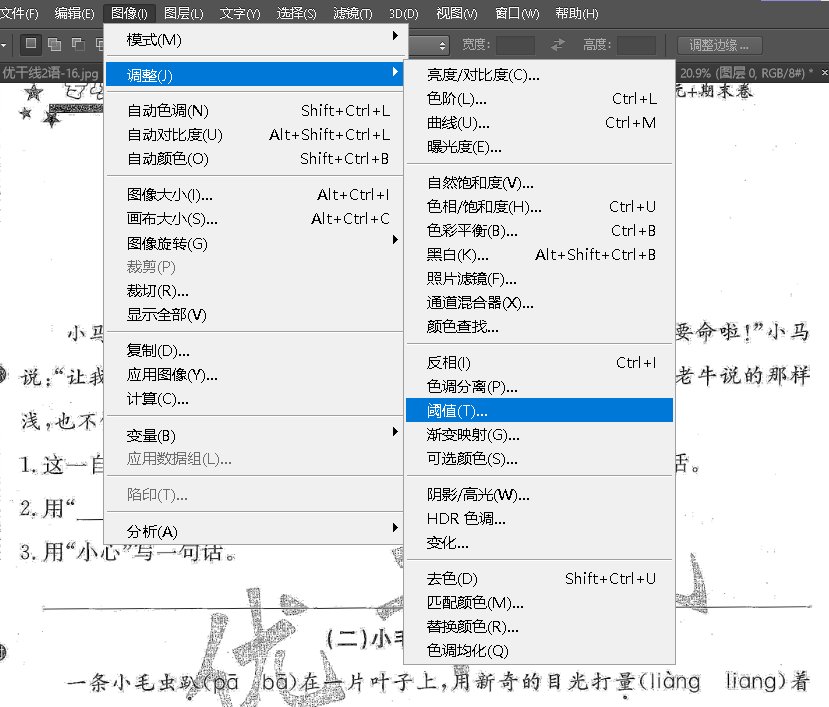 文件(F) 编辑(E) 图像(I) 图层(L) 文字(Y) 选择(S) 滤镜(T) 3D(D) 视图(V) 窗口(W) 帮助(H)
宽度: 高度: 调整边缘...
优干线2语-16.jpg 20.9% (图层 0, RGB/8#) * ×
元+期末卷
模式(M)
调整(J)
自动色调(N) Shift+Ctrl+L
自动对比度(U) Alt+Shift+Ctrl+L
自动颜色(O) Shift+Ctrl+B
图像大小(I)... Alt+Ctrl+I
画布大小(S)... Alt+Ctrl+C
图像旋转(G)
裁剪(P)
裁切(R)...
显示全部(V)
复制(D)...
应用图像(Y)...
计算(C)...
变量(B)
应用数据组(L)...
陷印(T)...
分析(A)
亮度/对比度(C)...
色阶(L)... Ctrl+L
曲线(U)... Ctrl+M
曝光度(E)...
自然饱和度(V)...
色相/饱和度(H)... Ctrl+U
色彩平衡(B)... Ctrl+B
黑白(K)... Alt+Shift+Ctrl+B
照片滤镜(F)...
通道混合器(X)...
颜色查找...
反相(I) Ctrl+I
色调分离(P)...
阈值(T)...
渐变映射(G)...
可选颜色(S)...
阴影/高光(W)...
HDR 色调...
变化...
去色(D) Shift+Ctrl+U
匹配颜色(M)...
替换颜色(R)...
色调均化(Q)
小马 要命啦!”小马
说:“让我 老牛说的那样
浅,也不
1.这一自 话。
2.用“
3.用“小心”写一句话。
优
(二)小毛
一条小毛虫趴(pā bā)在一片叶子上,用新奇的目光打量(liàng liang)着